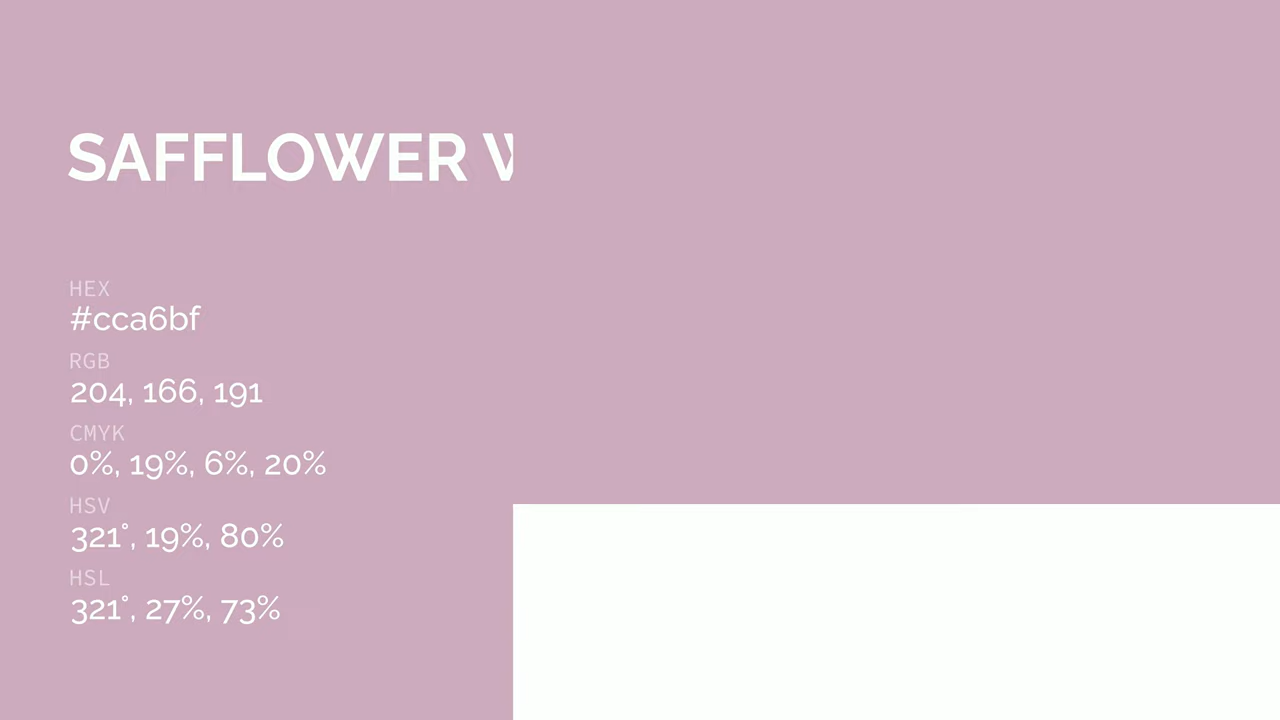 SAFFLOWER
HEX
#cca6bf
RGB
204, 166, 191
CMYK
0%, 19%, 6%, 20%
HSV
321°, 19%, 80%
HSL
321°, 27%, 73%